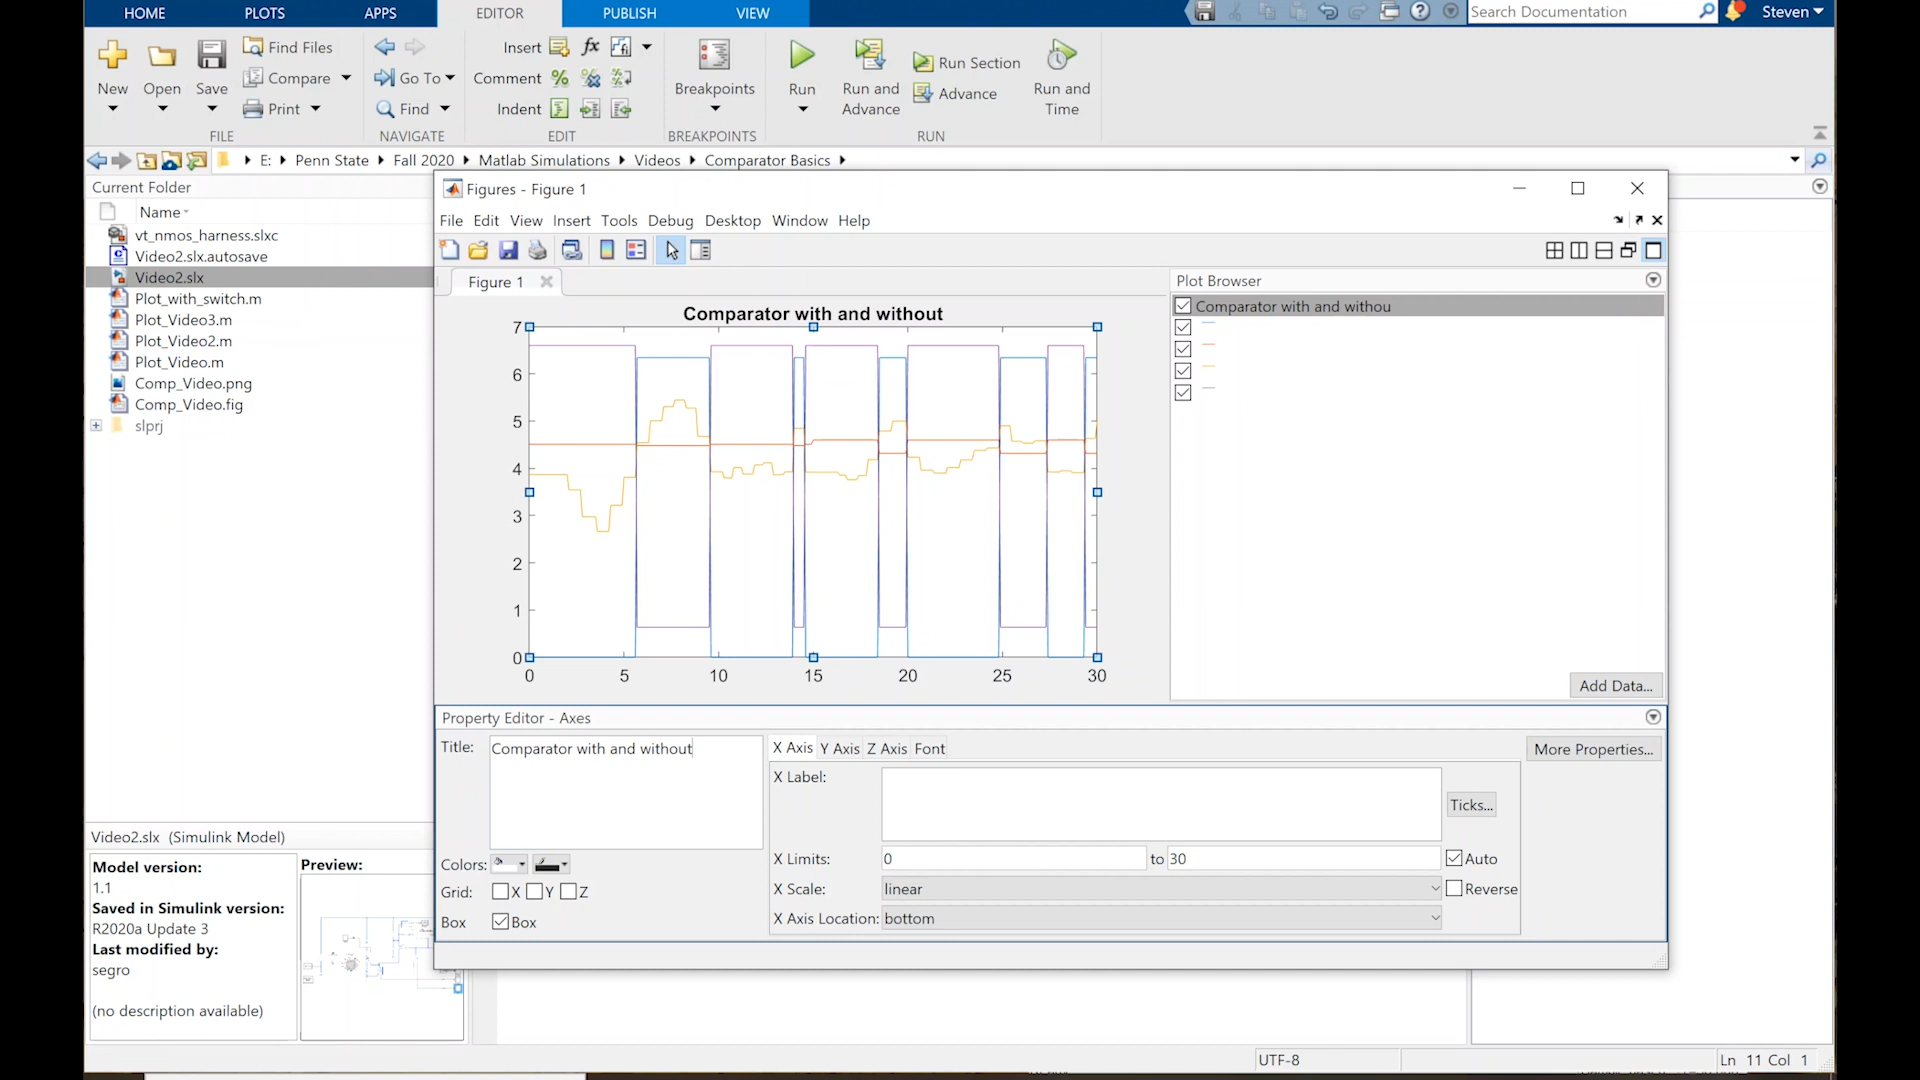 HOME PLOTS APPS EDITOR PUBLISH VIEW
Search Documentation Steven
New Open Save Find Files Compare Print
FILE
Go To Find
NAVIGATE
Insert fx
Comment
Indent
EDIT
Breakpoints
BREAKPOINTS
Run Run and Advance Run Section Advance Run and Time
RUN
E: Penn State Fall 2020 Matlab Simulations Videos Comparator Basics
Current Folder
Name
vt_nmos_harness.slxc
Video2.slx.autosave
Video2.slx
Plot_with_switch.m
Plot_Video3.m
Plot_Video2.m
Plot_Video.m
Comp_Video.png
Comp_Video.fig
slprj
Figures - Figure 1
File Edit View Insert Tools Debug Desktop Window Help
Figure 1
Comparator with and without
7
6
5
4
3
2
1
0
0 5 10 15 20 25 30
Plot Browser
Comparator with and withou
Add Data...
Property Editor - Axes
Title: Comparator with and without
Colors:
Grid: X Y Z
Box Box
X Axis Y Axis Z Axis Font
X Label:
Ticks...
X Limits: 0 to 30 Auto
X Scale: linear Reverse
X Axis Location: bottom
More Properties...
Video2.slx (Simulink Model)
Model version:
1.1
Saved in Simulink version:
R2020a Update 3
Last modified by:
segro
(no description available)
Preview:
UTF-8
Ln 11 Col 1